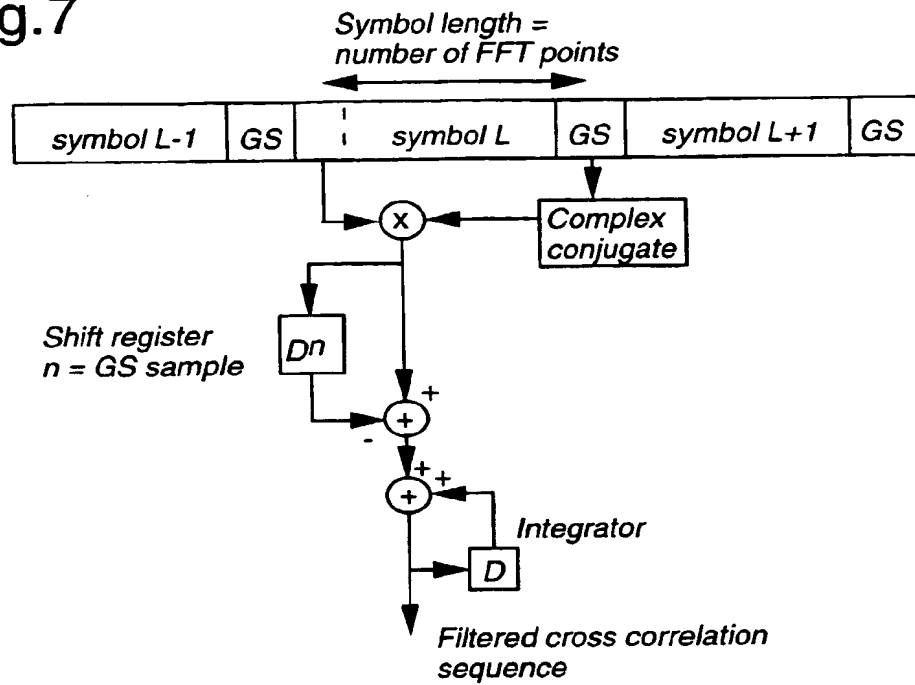 g.7
Symbol length =
number of FFT points
symbol L-1 GS symbol L GS symbol L+1 GS
x
Complex
conjugate
Shift register
n = GS sample
Dn
+
+
-
+ +
+
Integrator
D
Filtered cross correlation
sequence